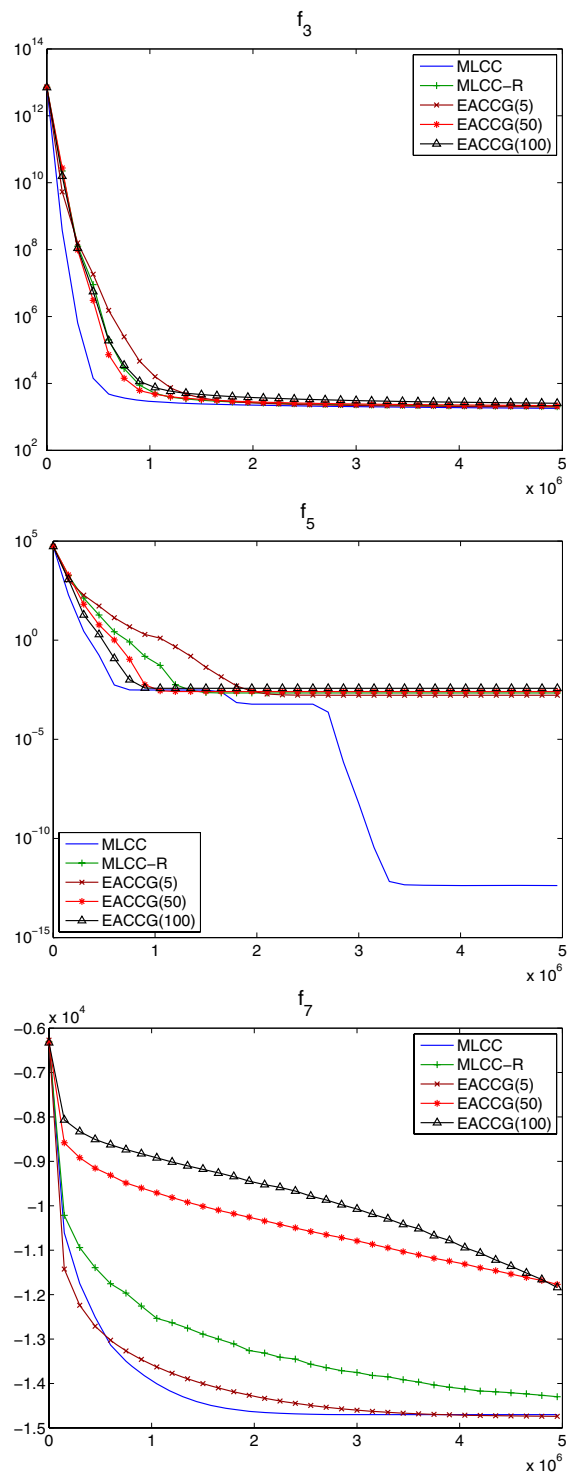 f_3
10^14
10^12
10^10
10^8
10^6
10^4
10^2
MLCC
MLCC−R
EACCG(5)
EACCG(50)
EACCG(100)
0 1 2 3 4 5
x 10^6
f_5
10^5
10^0
10^−5
10^−10
10^−15
MLCC
MLCC−R
EACCG(5)
EACCG(50)
EACCG(100)
0 1 2 3 4 5
x 10^6
f_7
x 10^4
−0.6
−0.7
−0.8
−0.9
−1
−1.1
−1.2
−1.3
−1.4
−1.5
MLCC
MLCC−R
EACCG(5)
EACCG(50)
EACCG(100)
0 1 2 3 4 5
x 10^6